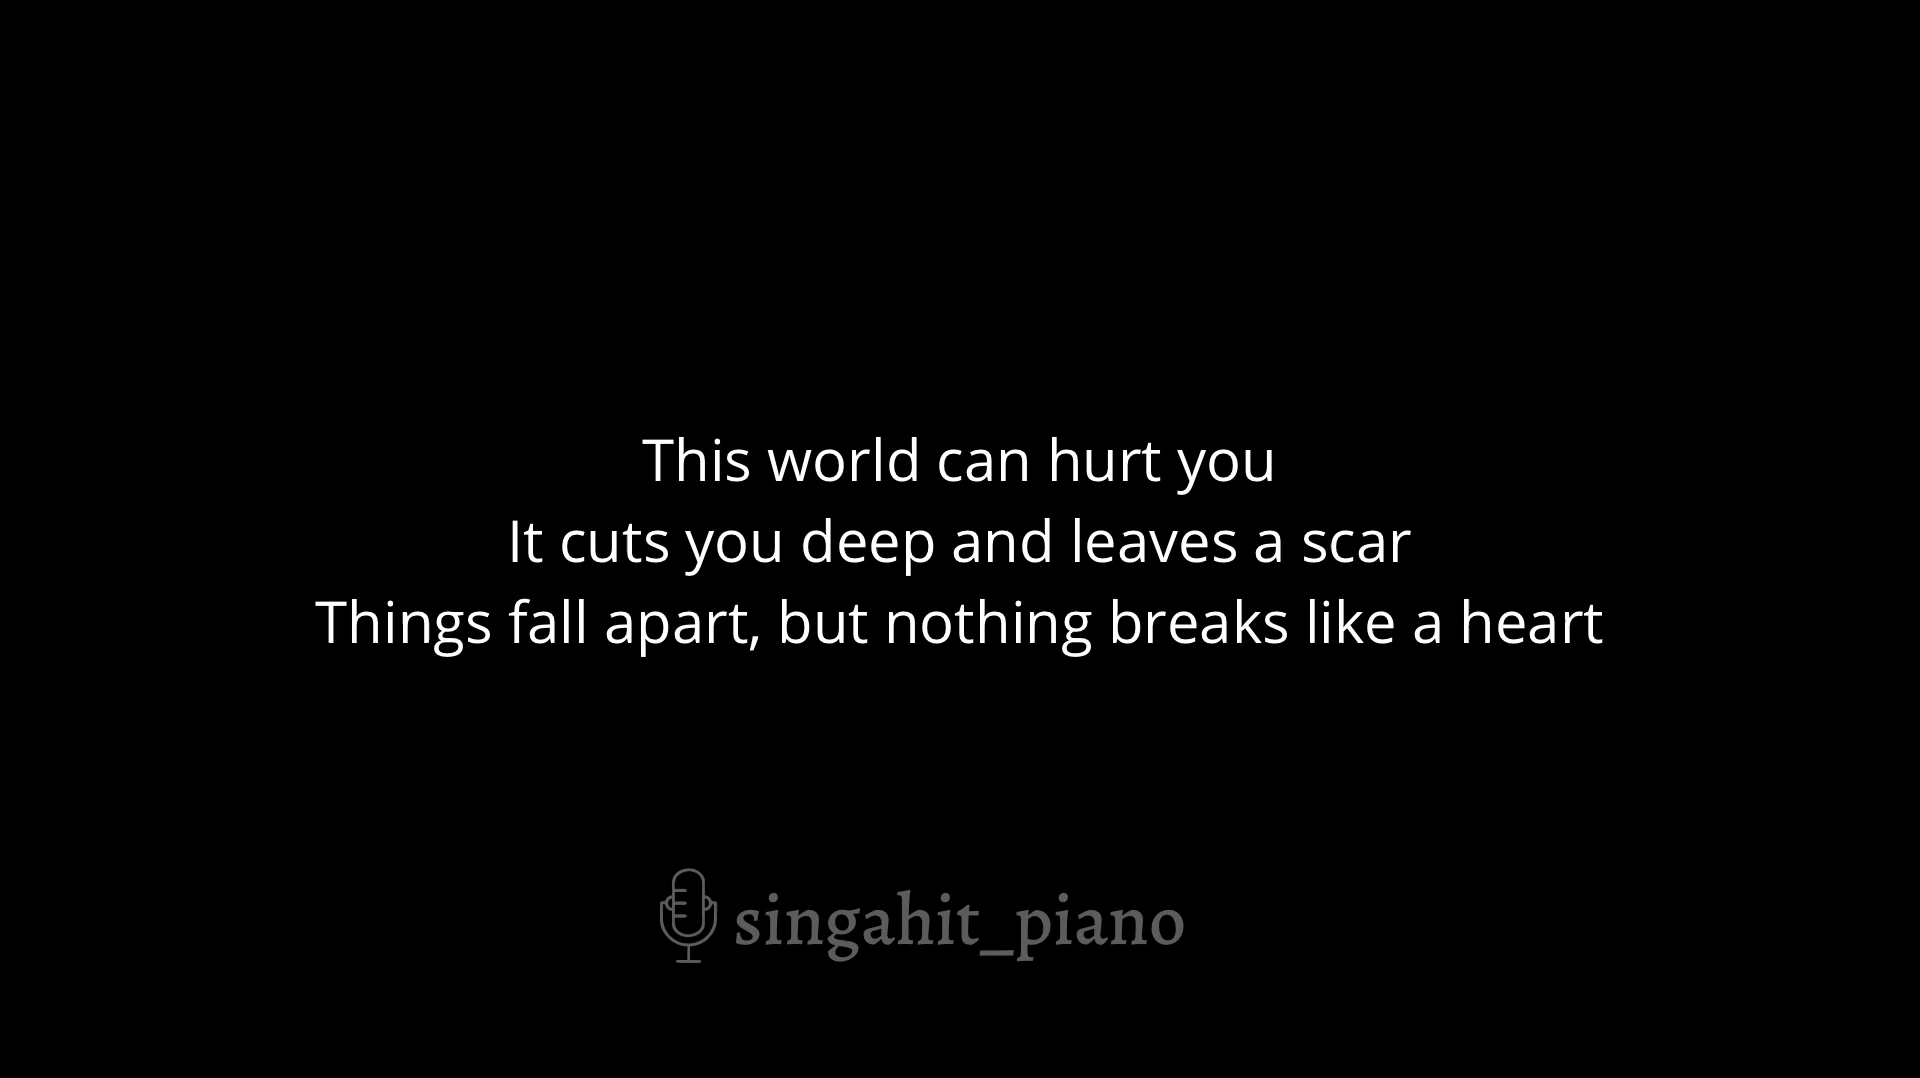 This world can hurt you
It cuts you deep and leaves a scar
Things fall apart, but nothing breaks like a heart
singahit_piano